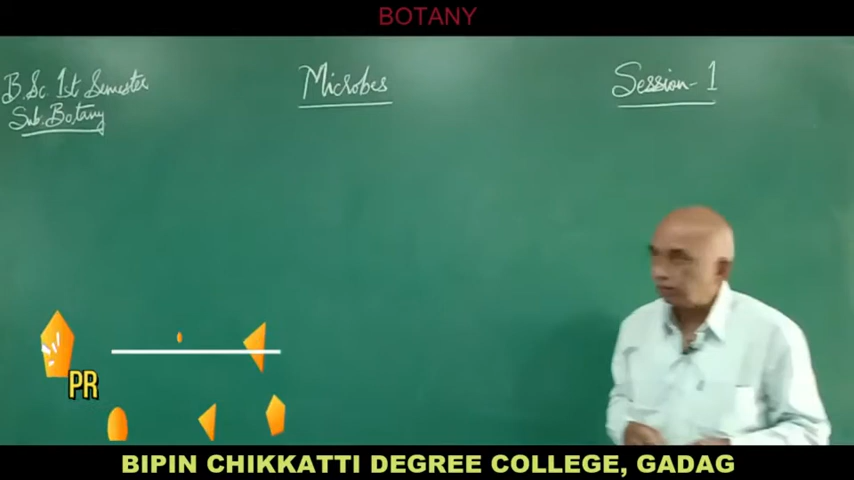 BOTANY
B.Sc 1st Semester
Sub. Botany
Microbes
Session-1
PR
BIPIN CHIKKATTI DEGREE COLLEGE, GADAG